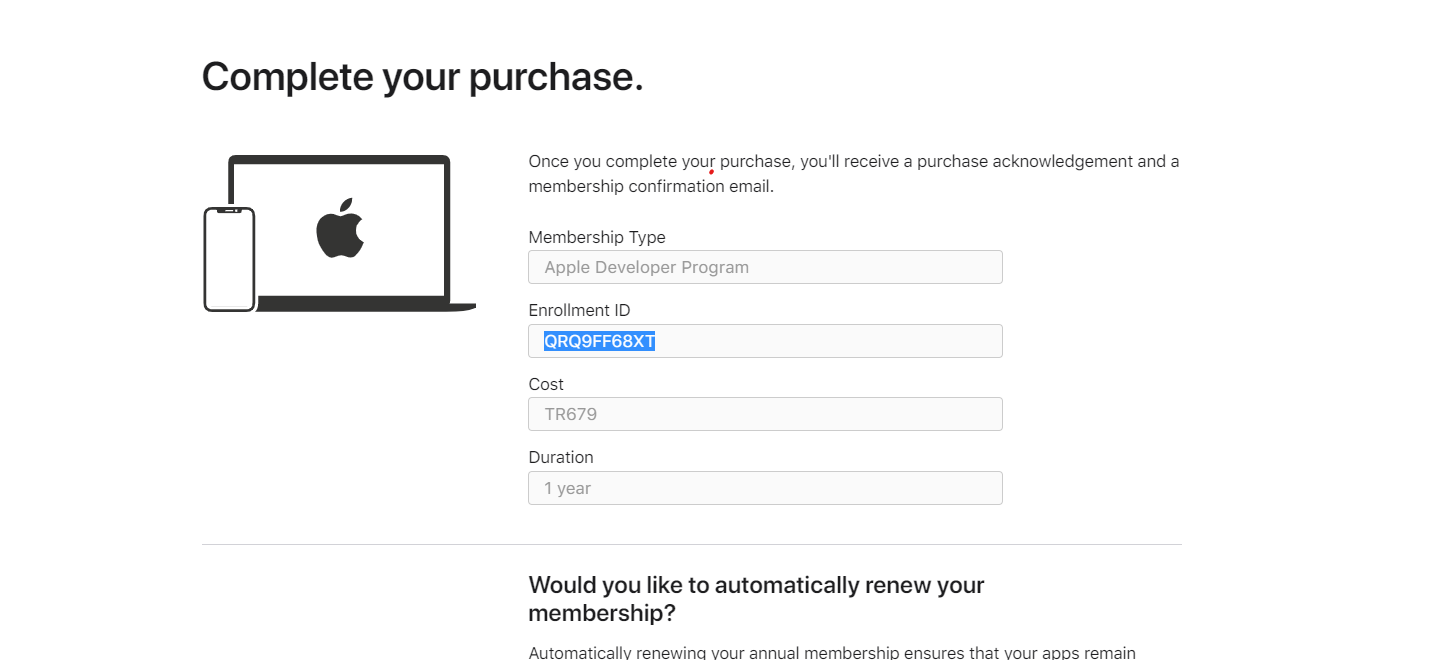 Complete your purchase.
Once you complete your purchase, you'll receive a purchase acknowledgement and a
membership confirmation email.
Membership Type
Apple Developer Program
Enrollment ID
QRQ9FF68XT
Cost
TR679
Duration
1 year
Would you like to automatically renew your
membership?
Automatically renewing your annual membership ensures that your apps remain